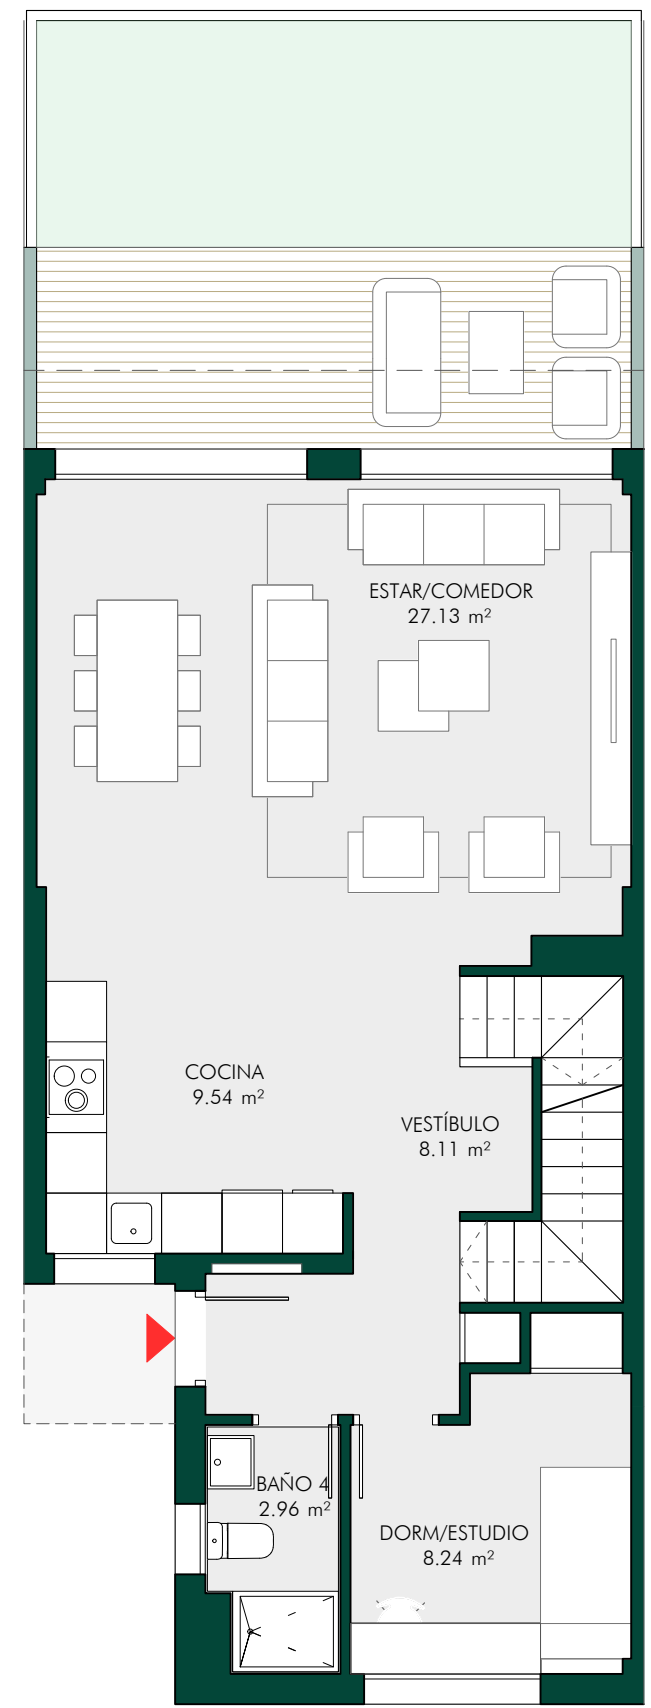 ESTAR/COMEDOR
27.13 m²
COCINA
9.54 m²
VESTÍBULO
8.11 m²
BAÑO 4
2.96 m²
DORM/ESTUDIO
8.24 m²